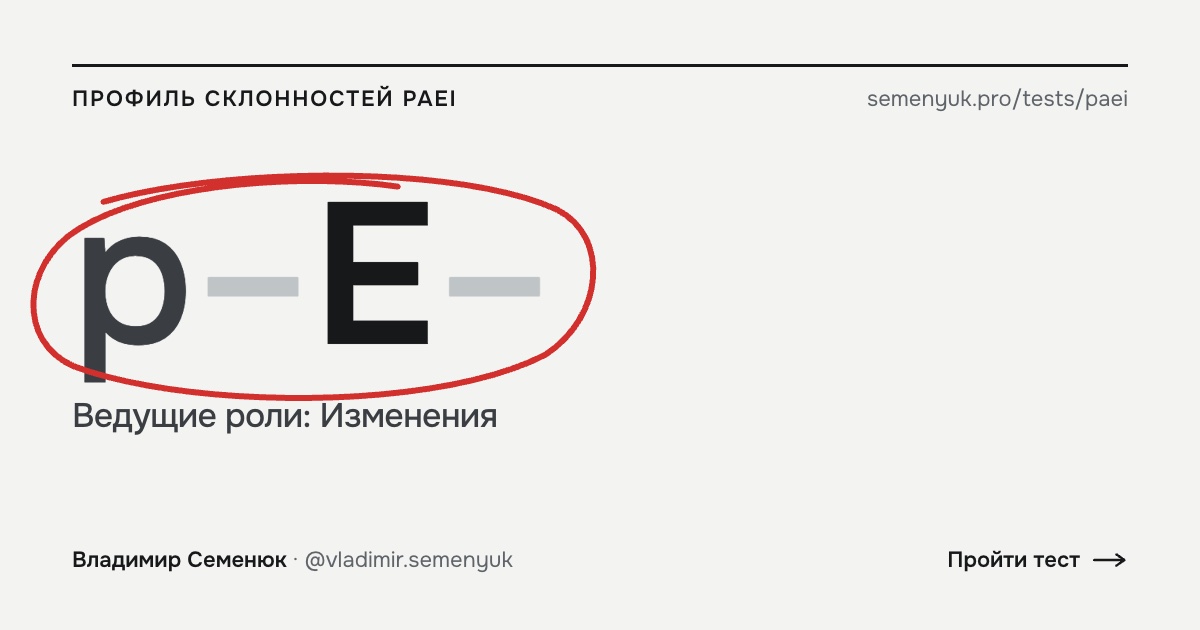 ПРОФИЛЬ СКЛОННОСТЕЙ PAEI
semenyuk.pro/tests/paei
p–E–
Ведущие роли: Изменения
Владимир Семенюк · @vladimir.semenyuk
Пройти тест →